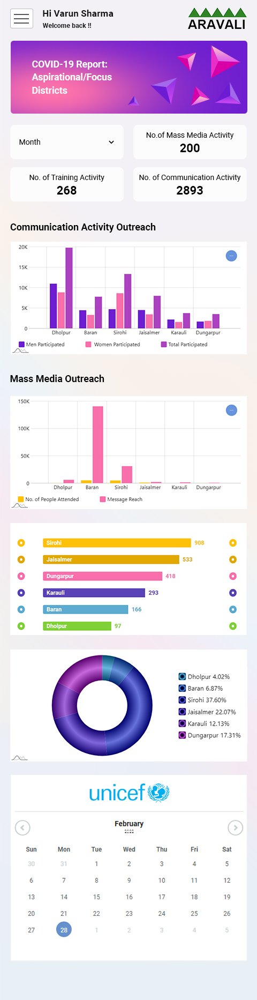 Hi Varun Sharma
Welcome back !!
ARAVALI
COVID-19 Report:
Aspirational/Focus
Districts
Month
No.of Mass Media Activity
200
No. of Training Activity
268
No. of Communication Activity
2893
Communication Activity Outreach
20K
15K
10K
5K
0
Dholpur Baran Sirohi Jaisalmer Karauli Dungarpur
Men Participated Women Participated Total Participated
Mass Media Outreach
150K
100K
50K
0
Dholpur Baran Sirohi Jaisalmer Karauli Dungarpur
No. of People Attended Message Reach
Sirohi 908
Jaisalmer 533
Dungarpur 418
Karauli 293
Baran 166
Dholpur 97
Dholpur 4.02%
Baran 6.87%
Sirohi 37.60%
Jaisalmer 22.07%
Karauli 12.13%
Dungarpur 17.31%
unicef
February
Sun Mon Tue Wed Thu Fri Sat
30 31 1 2 3 4 5
6 7 8 9 10 11 12
13 14 15 16 17 18 19
20 21 22 23 24 25 26
27 28 1 2 3 4 5